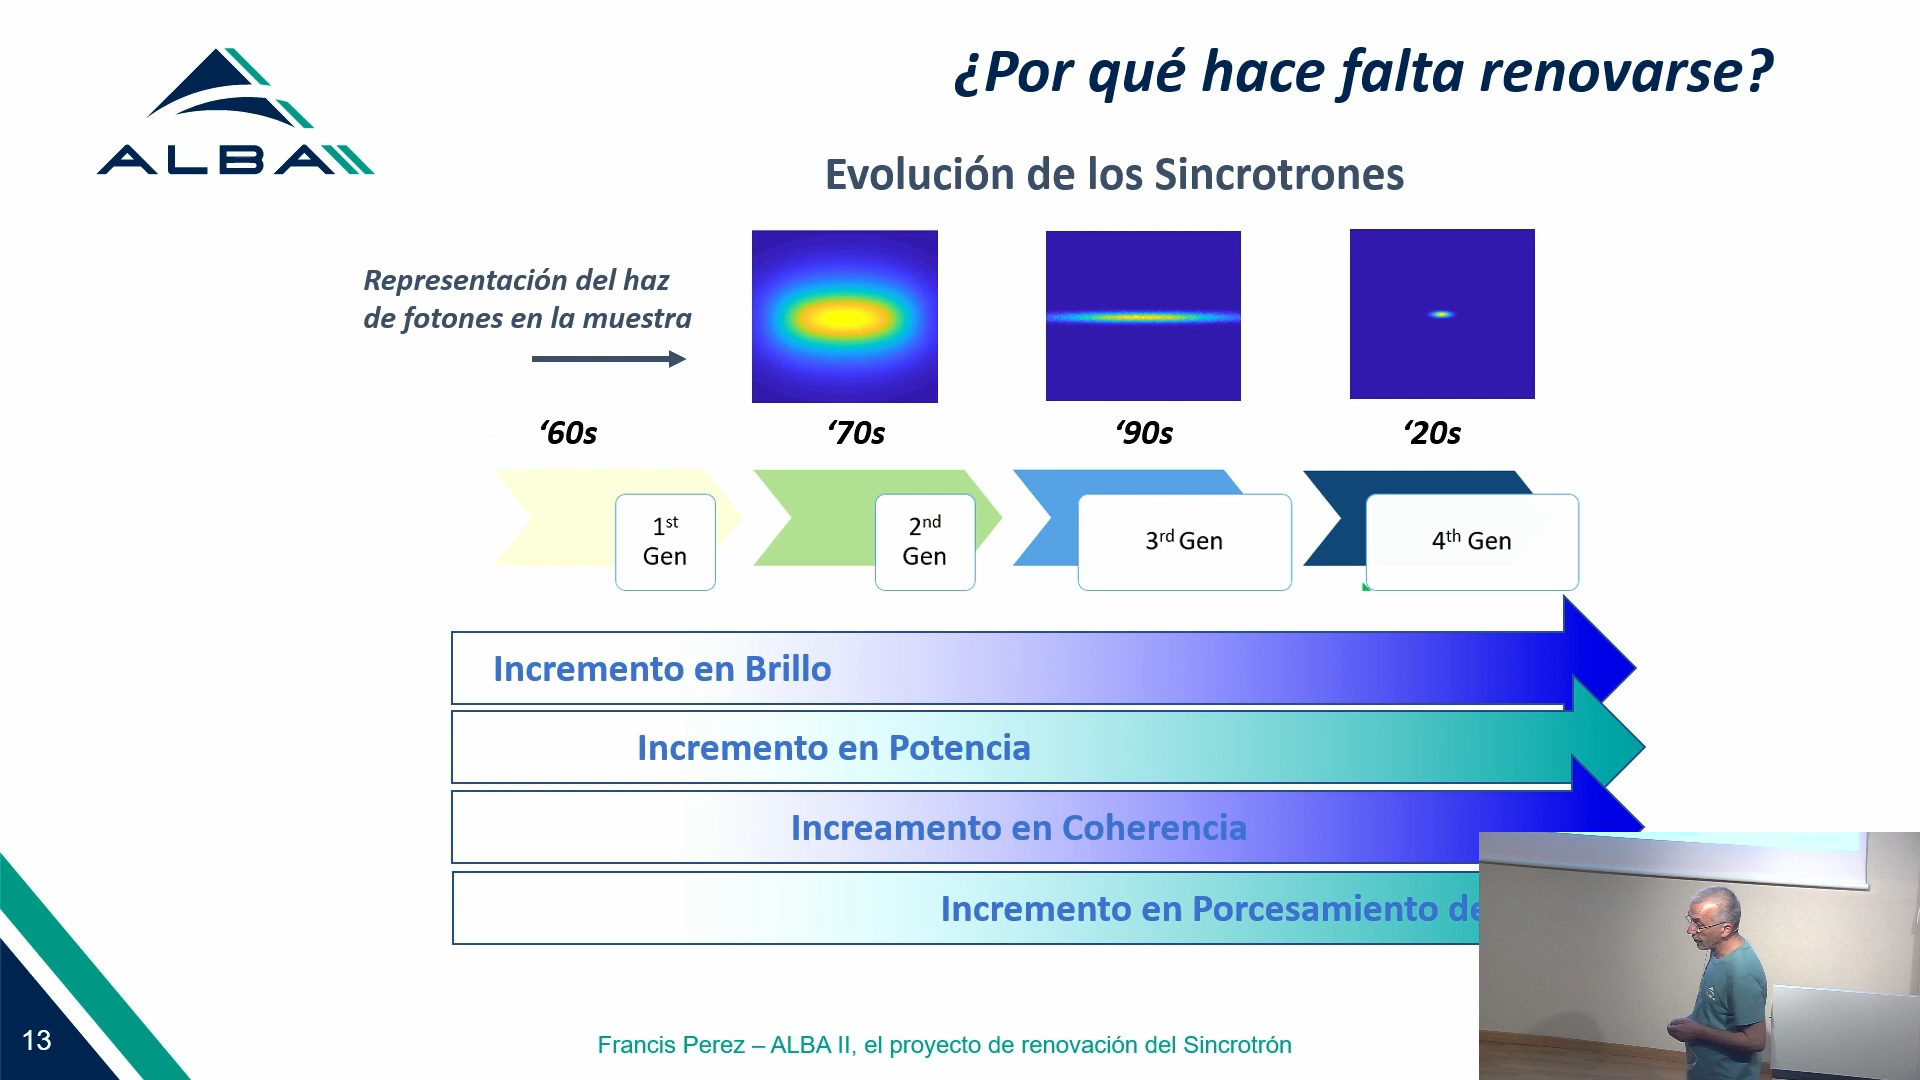 ¿Por qué hace falta renovarse?
ALBA
Evolución de los Sincrotrones
Representación del haz
de fotones en la muestra
‘60s
‘70s
‘90s
‘20s
1st
Gen
2nd
Gen
3rd Gen
4th Gen
Incremento en Brillo
Incremento en Potencia
Increamento en Coherencia
Incremento en Porcesamiento de
13
Francis Perez – ALBA II, el proyecto de renovación del Sincrotrón